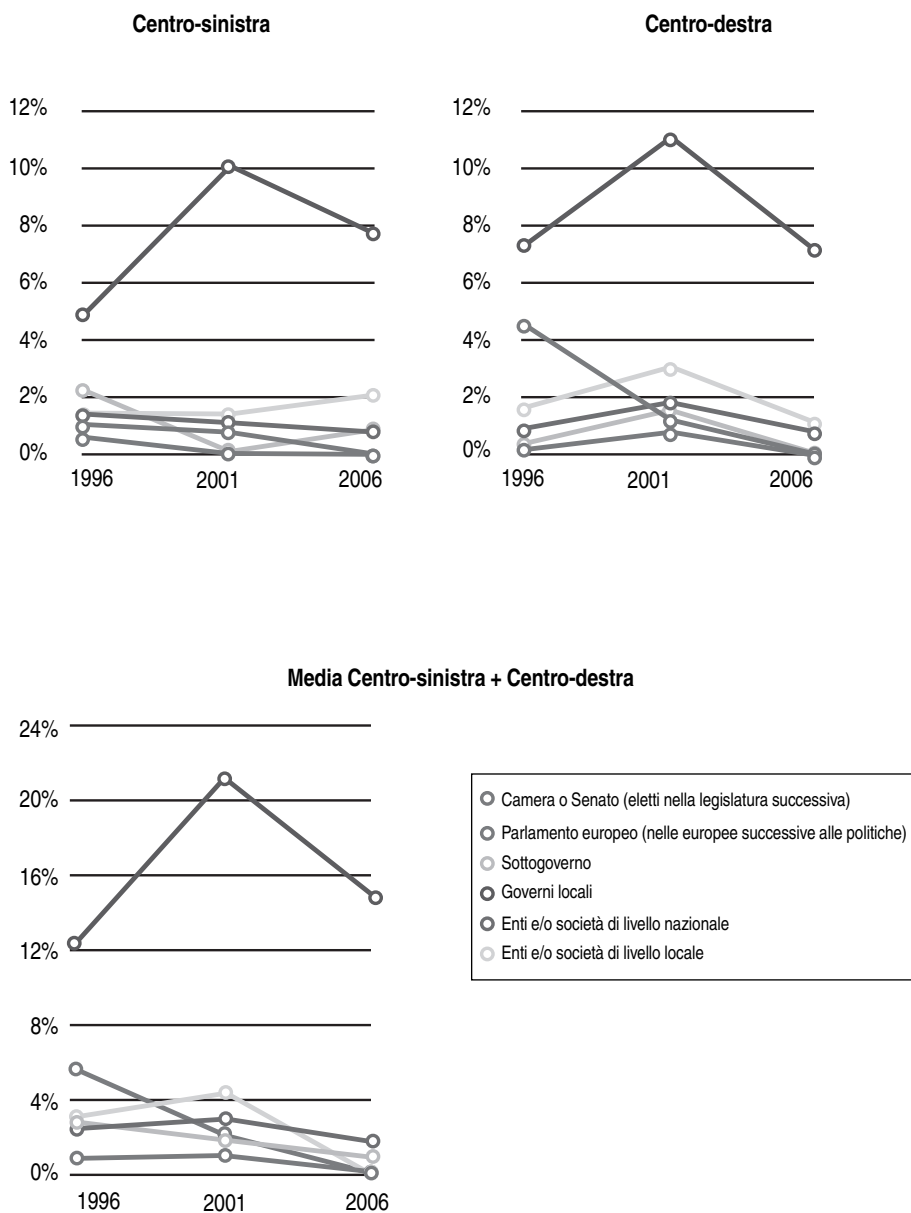 Centro-sinistra
12%
10%
8%
6%
4%
2%
0%
1996 2001 2006
Centro-destra
12%
10%
8%
6%
4%
2%
0%
1996 2001 2006
Media Centro-sinistra + Centro-destra
24%
20%
16%
12%
8%
4%
0%
1996 2001 2006
Camera o Senato (eletti nella legislatura successiva)
Parlamento europeo (nelle europee successive alle politiche)
Sottogoverno
Governi locali
Enti e/o società di livello nazionale
Enti e/o società di livello locale